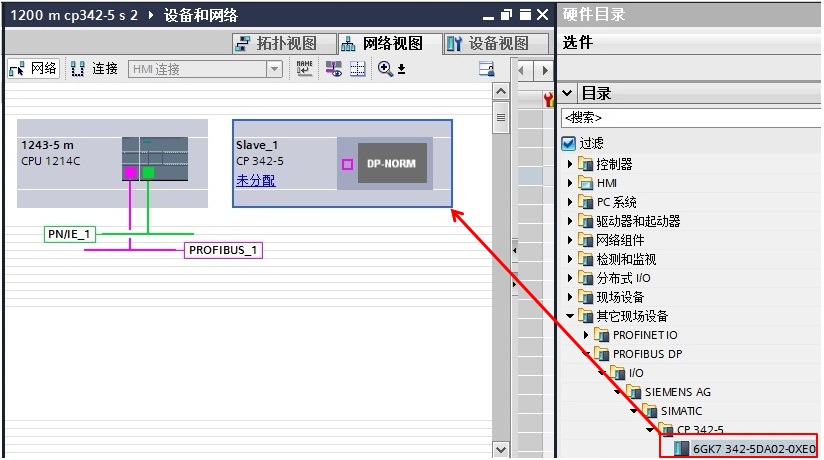 1200 m cp342-5 s 2 ▸ 设备和网络
拓扑视图 网络视图 设备视图
网络 连接 HMI 连接
1243-5 m
CPU 1214C
Slave_1
CP 342-5
未分配
DP-NORM
PN/IE_1
PROFIBUS_1
硬件目录
选件
目录
<搜索>
过滤
控制器
HMI
PC 系统
驱动器和起动器
网络组件
检测和监视
分布式 I/O
现场设备
其它现场设备
PROFINET IO
PROFIBUS DP
I/O
SIEMENS AG
SIMATIC
CP 342-5
6GK7 342-5DA02-0XE0